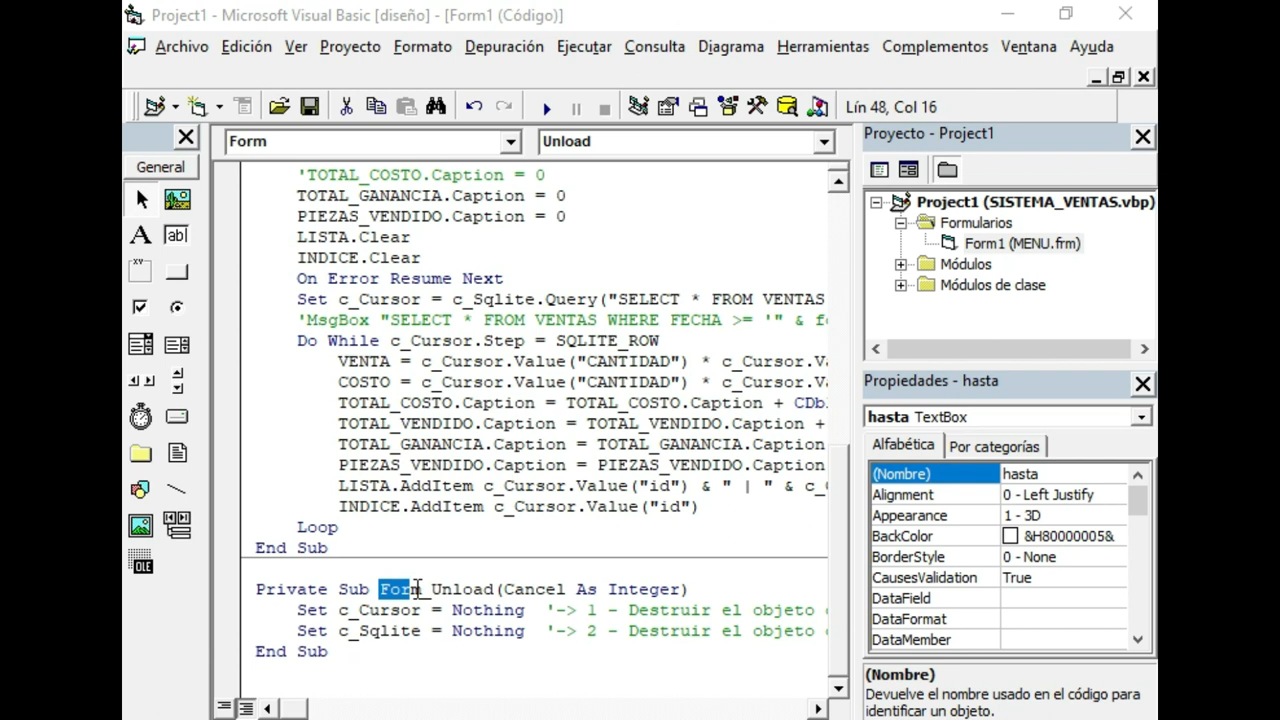 Project1 - Microsoft Visual Basic [diseño] - [Form1 (Código)]
Archivo Edición Ver Proyecto Formato Depuración Ejecutar Consulta Diagrama Herramientas Complementos Ventana Ayuda
Lín 48, Col 16
General
Form Unload
'TOTAL_COSTO.Caption = 0
TOTAL_GANANCIA.Caption = 0
PIEZAS_VENDIDO.Caption = 0
LISTA.Clear
INDICE.Clear
On Error Resume Next
Set c_Cursor = c_Sqlite.Query("SELECT * FROM VENTAS
'MsgBox "SELECT * FROM VENTAS WHERE FECHA >= '" & fo
Do While c_Cursor.Step = SQLITE_ROW
VENTA = c_Cursor.Value("CANTIDAD") * c_Cursor.Va
COSTO = c_Cursor.Value("CANTIDAD") * c_Cursor.Va
TOTAL_COSTO.Caption = TOTAL_COSTO.Caption + CDb
TOTAL_VENDIDO.Caption = TOTAL_VENDIDO.Caption +
TOTAL_GANANCIA.Caption = TOTAL_GANANCIA.Caption
PIEZAS_VENDIDO.Caption = PIEZAS_VENDIDO.Caption
LISTA.AddItem c_Cursor.Value("id") & " | " & c_
INDICE.AddItem c_Cursor.Value("id")
Loop
End Sub
Private Sub Form_Unload(Cancel As Integer)
Set c_Cursor = Nothing '-> 1 - Destruir el objeto
Set c_Sqlite = Nothing '-> 2 - Destruir el objeto
End Sub
Proyecto - Project1
Project1 (SISTEMA_VENTAS.vbp)
Formularios
Form1 (MENU.frm)
Módulos
Módulos de clase
Propiedades - hasta
hasta TextBox
Alfabética Por categorías
(Nombre) hasta
Alignment 0 - Left Justify
Appearance 1 - 3D
BackColor &H80000005&
BorderStyle 0 - None
CausesValidation True
DataField
DataFormat
DataMember
(Nombre)
Devuelve el nombre usado en el código para
identificar un objeto.